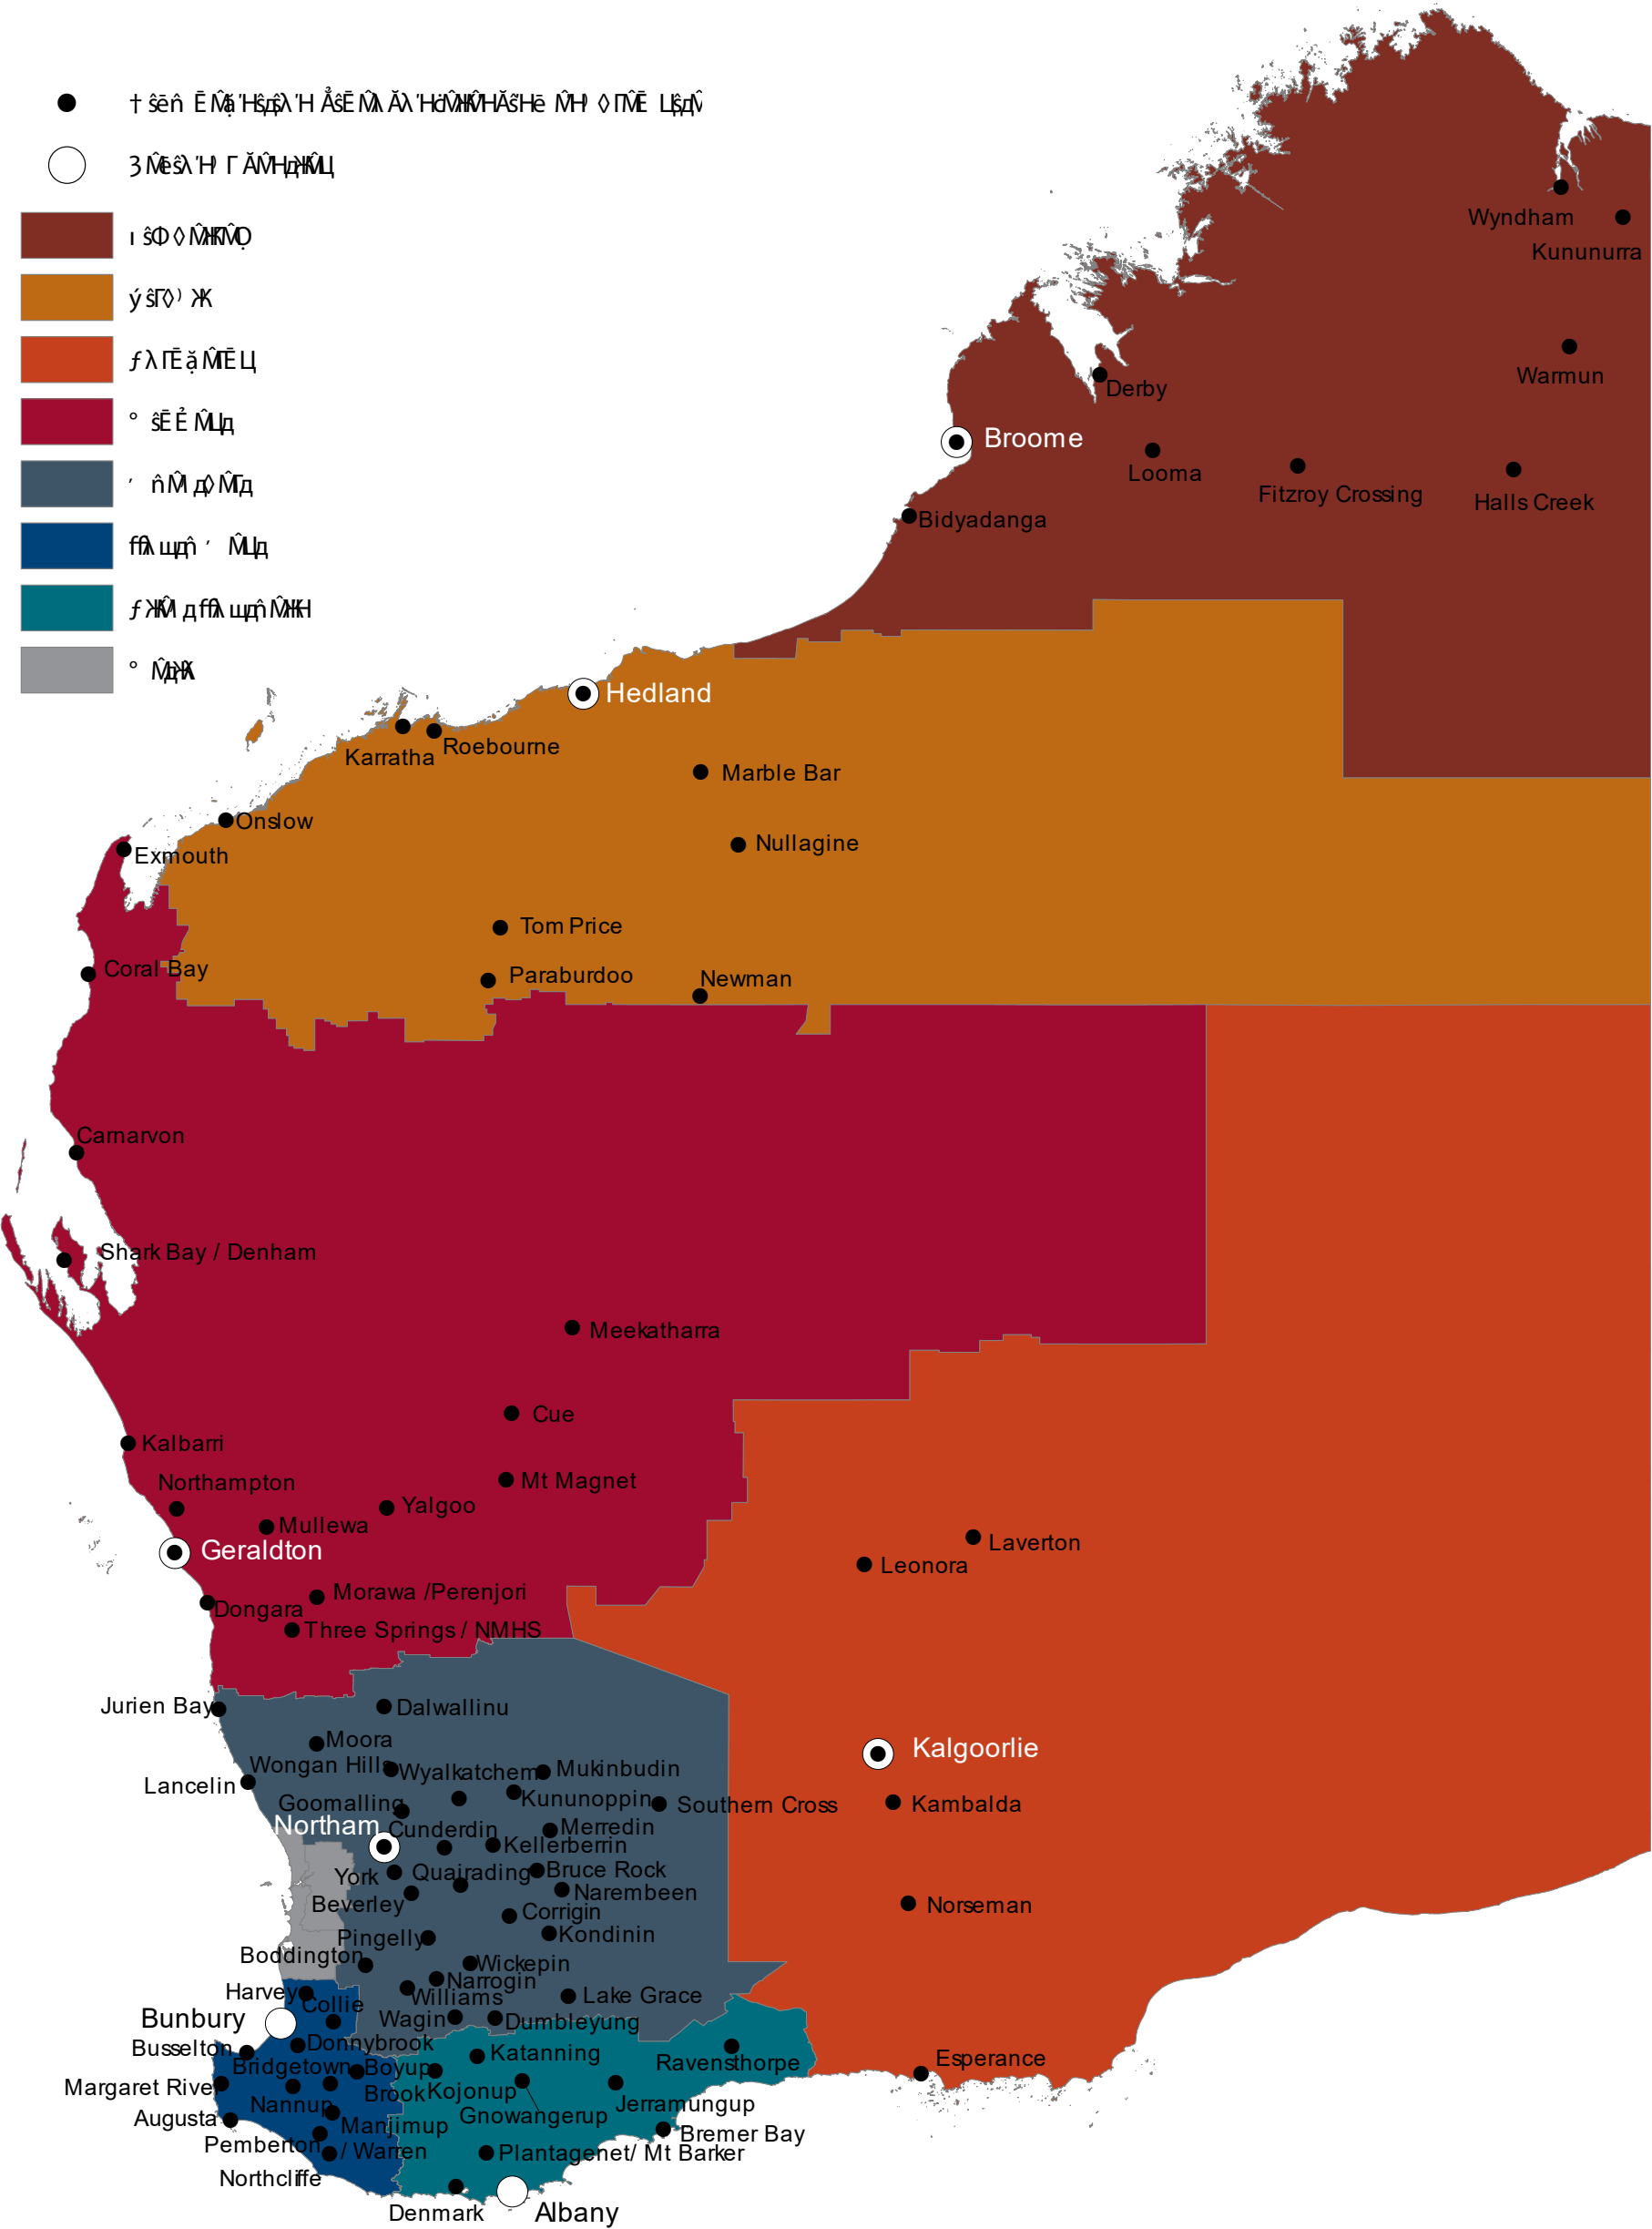 Wyndham
Kununurra
Warmun
Derby
Broome
Looma
Fitzroy Crossing
Halls Creek
Bidyadanga
Hedland
Karratha
Roebourne
Marble Bar
Onslow
Nullagine
Exmouth
Tom Price
Coral Bay
Paraburdoo
Newman
Carnarvon
Shark Bay / Denham
Meekatharra
Cue
Kalbarri
Northampton
Mt Magnet
Yalgoo
Mullewa
Geraldton
Laverton
Leonora
Morawa /Perenjori
Dongara
Three Springs / NMHS
Jurien Bay
Dalwallinu
Moora
Kalgoorlie
Wongan Hills
Wyalkatchem
Mukinbudin
Lancelin
Goomalling
Kununoppin
Southern Cross
Kambalda
Northam
Cunderdin
Merredin
Kellerberrin
York
Quairading
Bruce Rock
Narembeen
Beverley
Corrigin
Norseman
Pingelly
Kondinin
Boddington
Wickepin
Narrogin
Harvey
Collie
Williams
Lake Grace
Bunbury
Wagin
Dumbleyung
Busselton
Donnybrook
Katanning
Ravensthorpe
Esperance
Bridgetown
Boyup
Brook
Margaret River
Kojonup
Nannup
Gnowangerup
Jerramungup
Augusta
Manjimup
/ Warren
Bremer Bay
Pemberton
Plantagenet/ Mt Barker
Northcliffe
Denmark
Albany